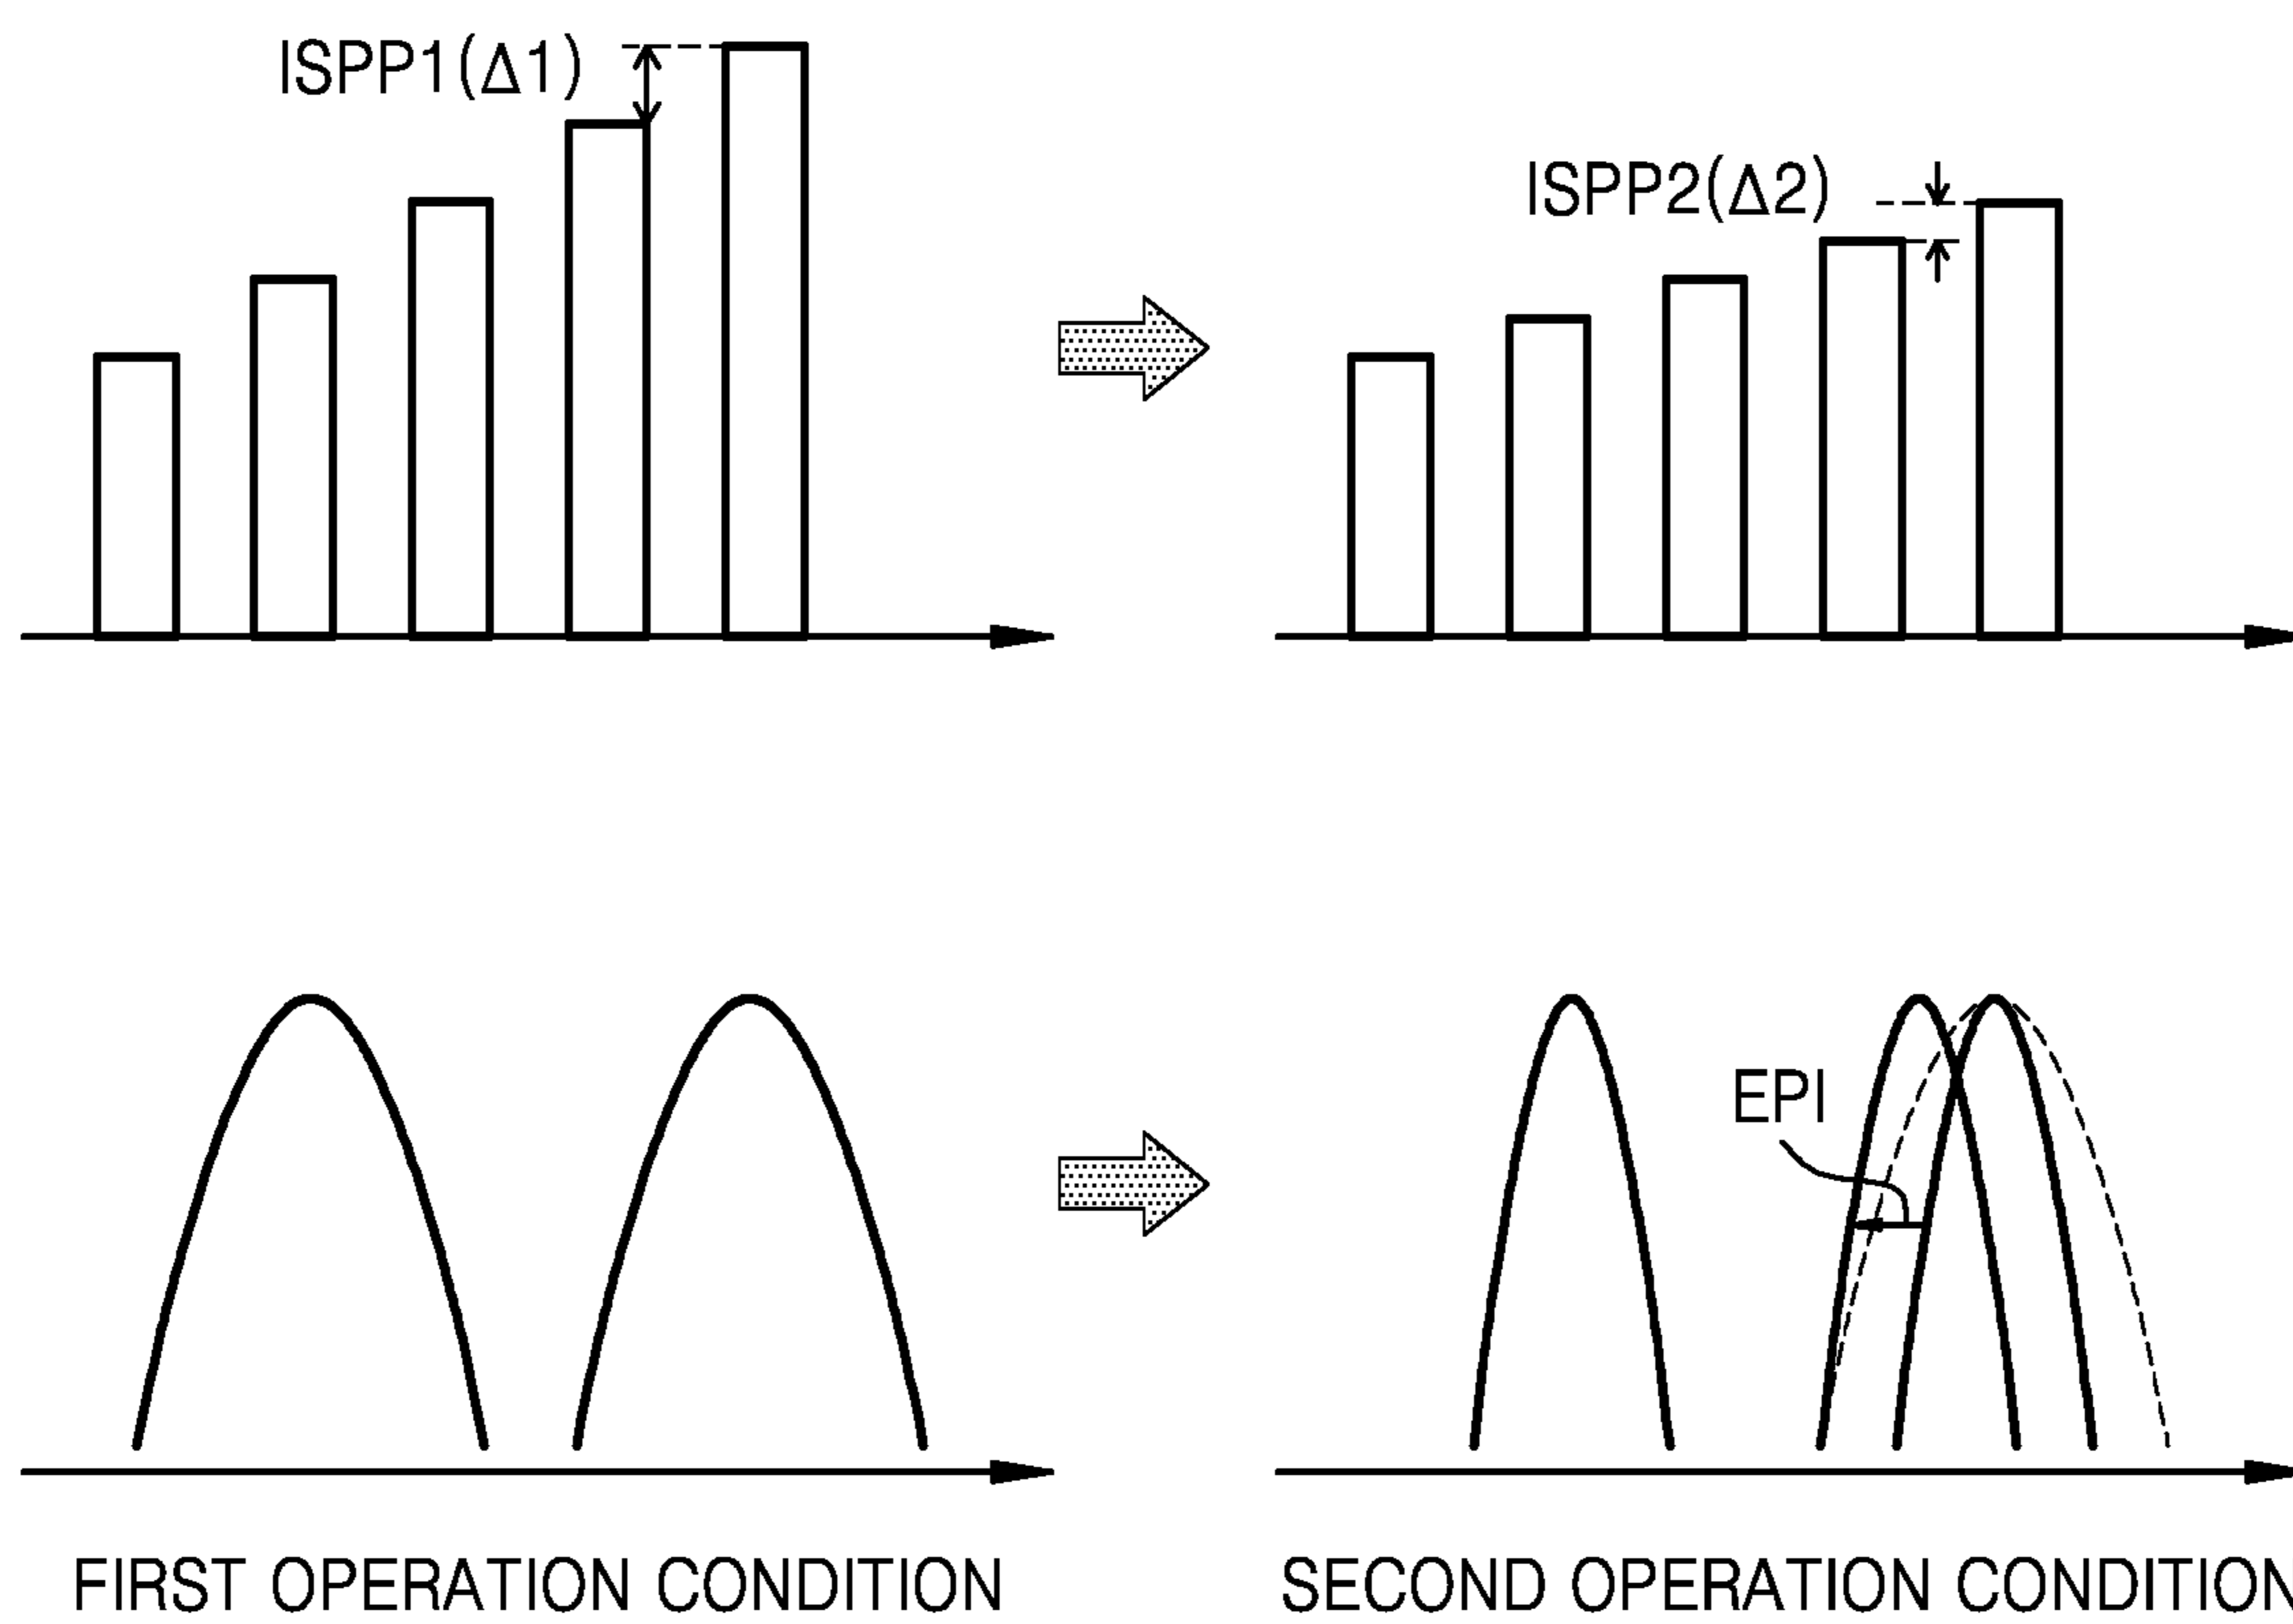 ISPP1(Δ1)
ISPP2(Δ2)
EPI
FIRST OPERATION CONDITION
SECOND OPERATION CONDITION